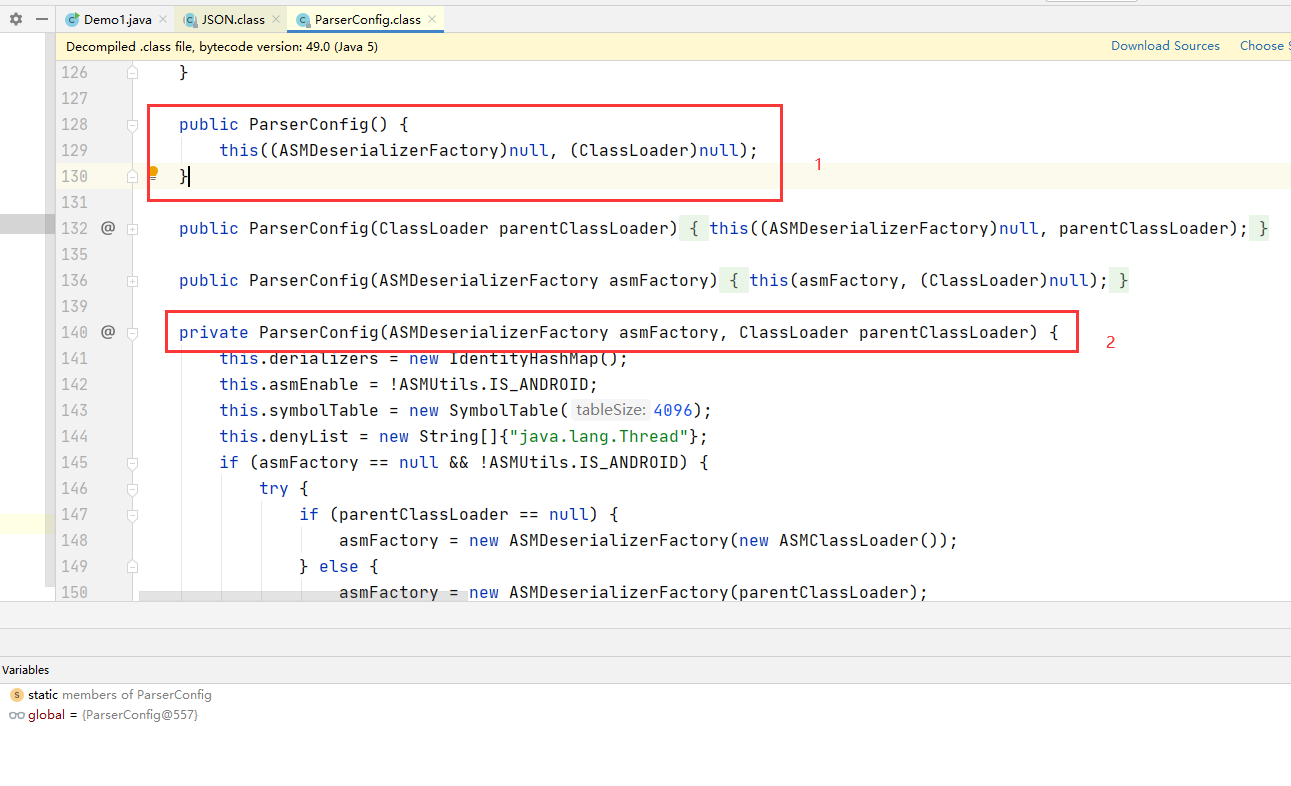 Demo1.java JSON.class ParserConfig.class
Decompiled .class file, bytecode version: 49.0 (Java 5) Download Sources Choose S
126 }
127
128 public ParserConfig() {
129 this((ASMDeserializerFactory)null, (ClassLoader)null);
1
130 }
131
132 @ public ParserConfig(ClassLoader parentClassLoader) { this((ASMDeserializerFactory)null, parentClassLoader); }
135
136 public ParserConfig(ASMDeserializerFactory asmFactory) { this(asmFactory, (ClassLoader)null); }
139
140 @ private ParserConfig(ASMDeserializerFactory asmFactory, ClassLoader parentClassLoader) {
2
141 this.derializers = new IdentityHashMap();
142 this.asmEnable = !ASMUtils.IS_ANDROID;
143 this.symbolTable = new SymbolTable( tableSize: 4096);
144 this.denyList = new String[]{"java.lang.Thread"};
145 if (asmFactory == null && !ASMUtils.IS_ANDROID) {
146 try {
147 if (parentClassLoader == null) {
148 asmFactory = new ASMDeserializerFactory(new ASMClassLoader());
149 } else {
150 asmFactory = new ASMDeserializerFactory(parentClassLoader);
Variables
s static members of ParserConfig
global = {ParserConfig@557}